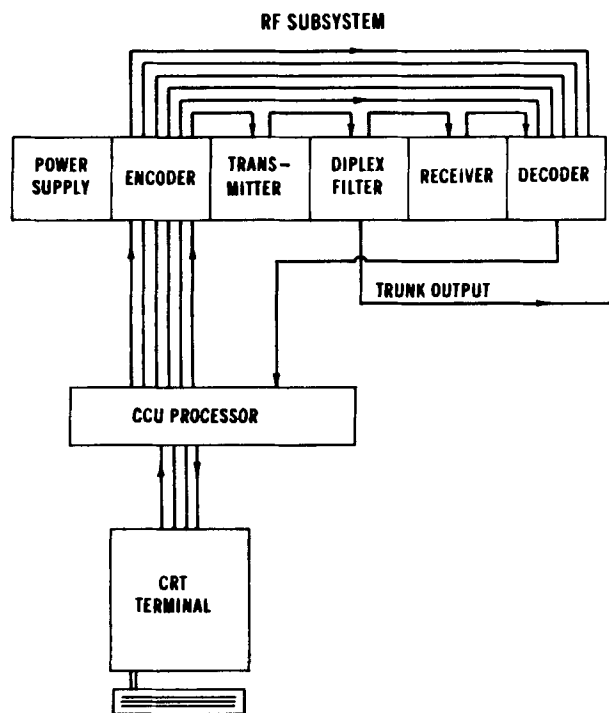 RF SUBSYSTEM
POWER
SUPPLY
ENCODER
TRANS-
MITTER
DIPLEX
FILTER
RECEIVER
DECODER
TRUNK OUTPUT
CCU PROCESSOR
CRT
TERMINAL